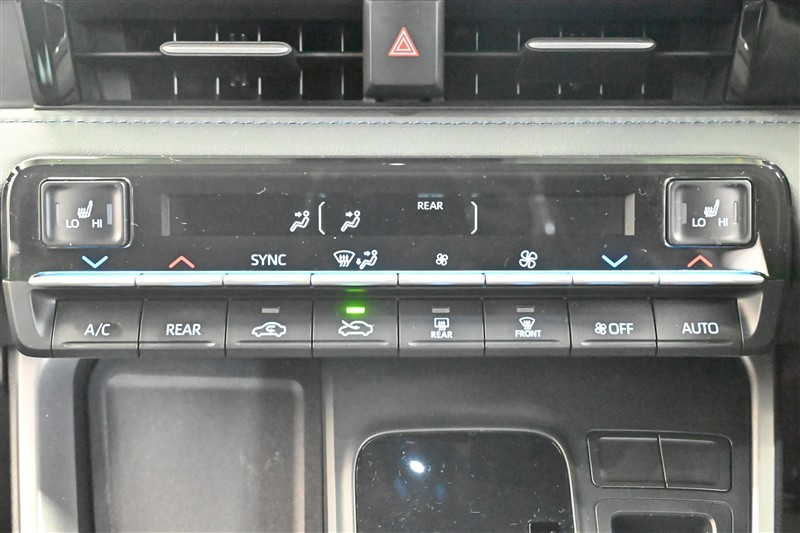 REAR
LO HI
LO HI
SYNC
A/C
REAR
REAR
FRONT
OFF
AUTO